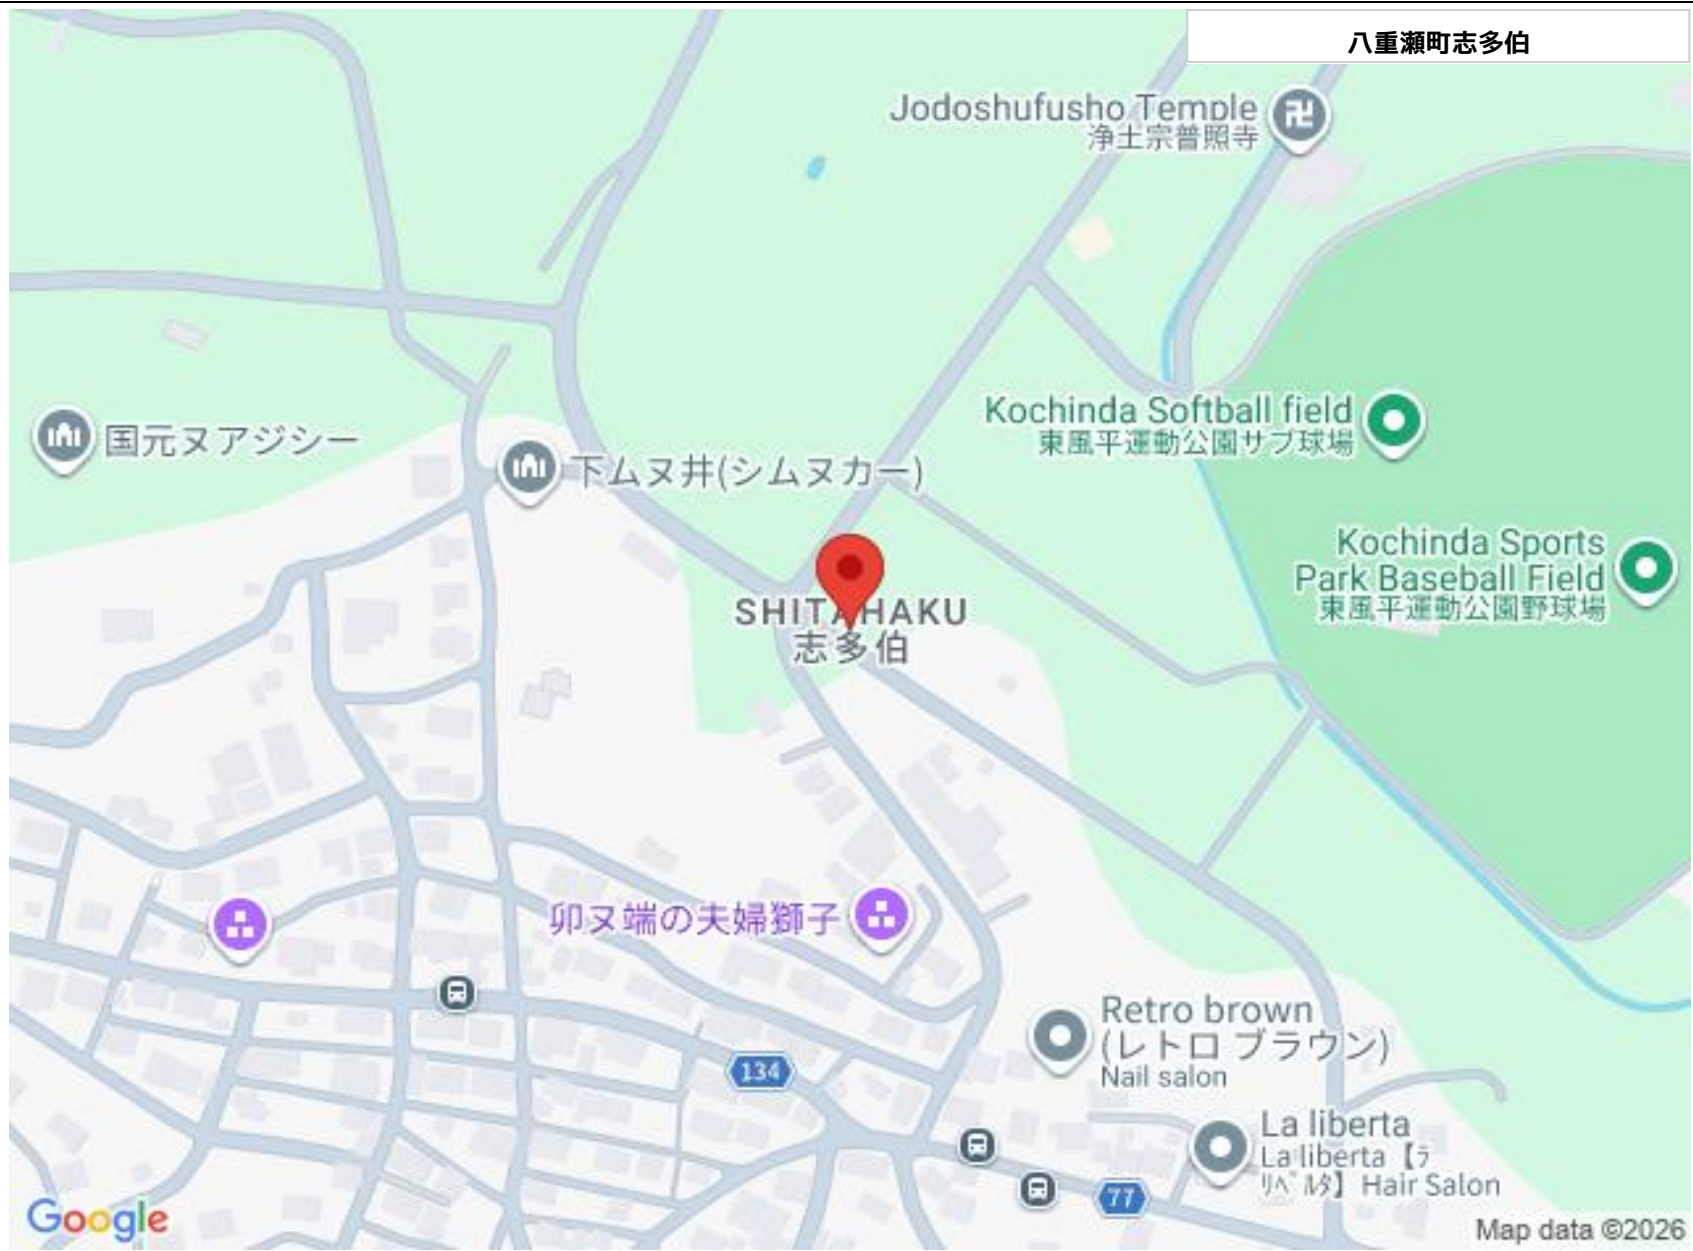 八重瀬町志多伯
Jodoshufusho Temple
浄土宗普照寺
Kochinda Softball field
東風平運動公園サブ球場
国元ヌアジシー
下ムヌ井(シムヌカー)
Kochinda Sports
Park Baseball Field
東風平運動公園野球場
SHITAHAKU
志多伯
卯ヌ端の夫婦獅子
Retro brown
(レトロ ブラウン)
Nail salon
134
La liberta
La liberta【ラ
リベルタ】Hair Salon
77
Google
Map data ©2026